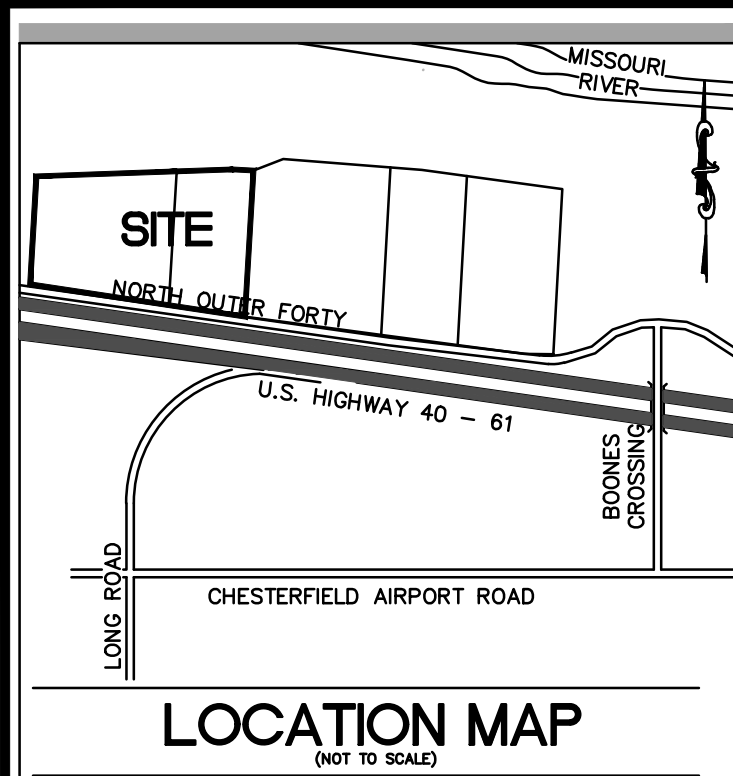 MISSOURI
RIVER
SITE
NORTH OUTER FORTY
U.S. HIGHWAY 40 - 61
BOONES
CROSSING
LONG ROAD
CHESTERFIELD AIRPORT ROAD
LOCATION MAP
(NOT TO SCALE)